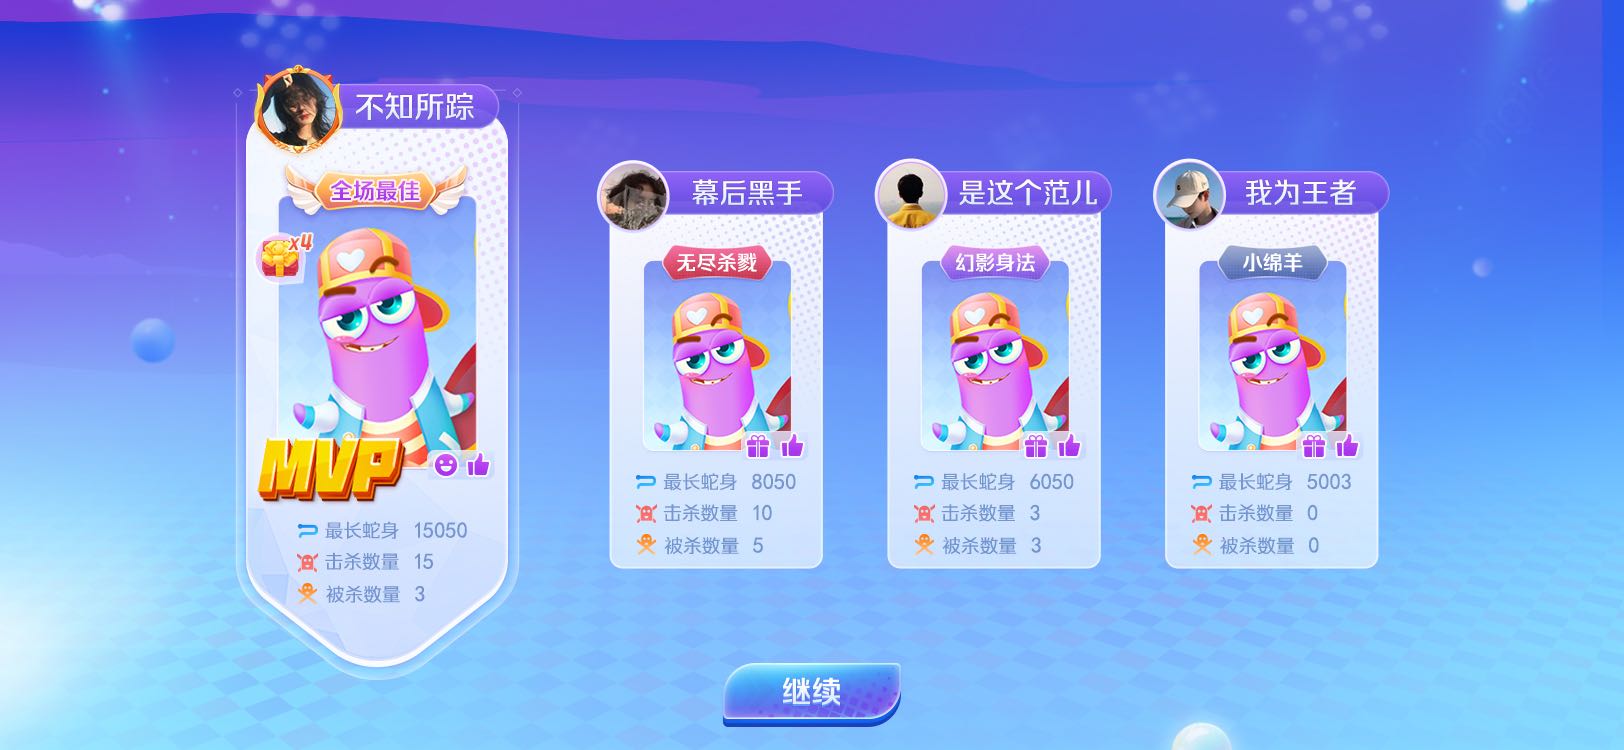 不知所踪
全场最佳
x4
MVP
最长蛇身 15050
击杀数量 15
被杀数量 3
幕后黑手
无尽杀戮
最长蛇身 8050
击杀数量 10
被杀数量 5
是这个范儿
幻影身法
最长蛇身 6050
击杀数量 3
被杀数量 3
我为王者
小绵羊
最长蛇身 5003
击杀数量 0
被杀数量 0
继续